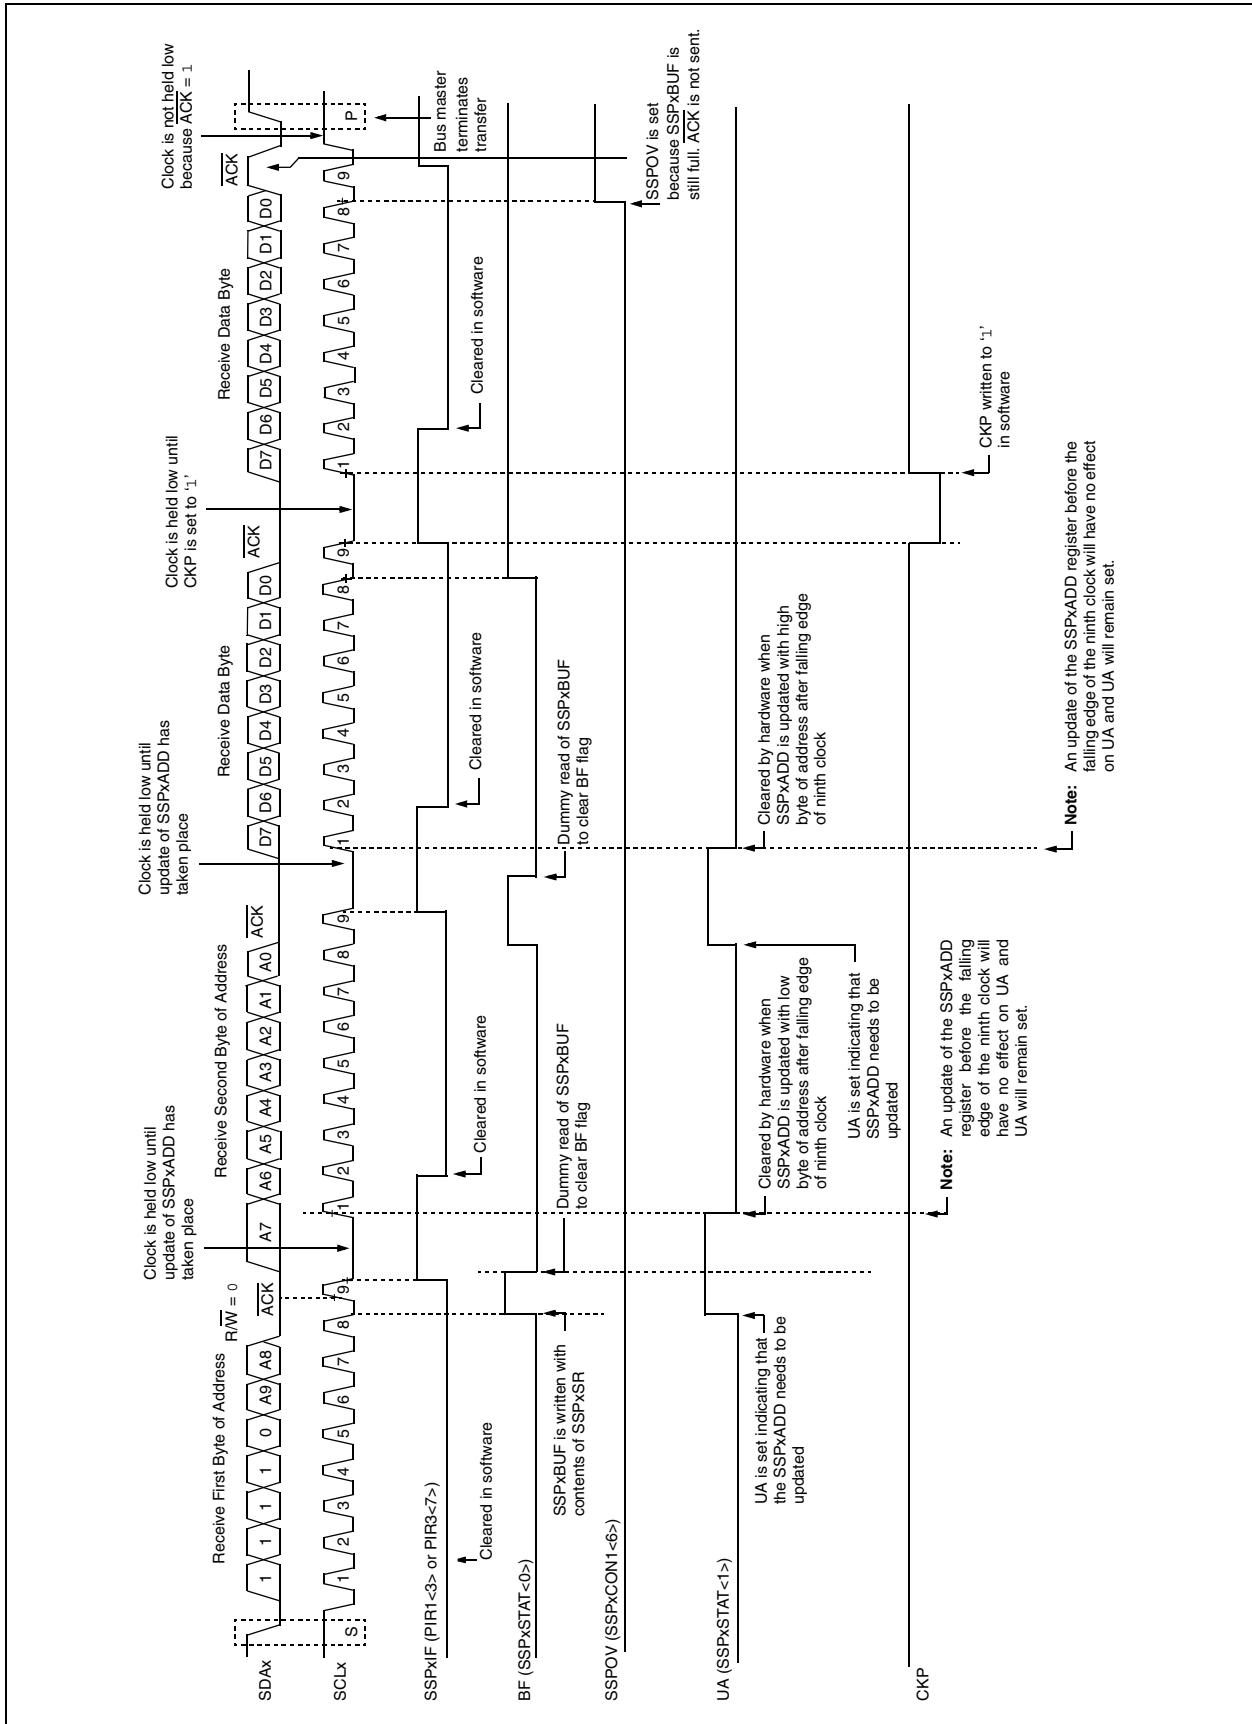 Receive First Byte of Address
R/W = 0
Clock is held low until
update of SSPxADD has
taken place
Receive Second Byte of Address
Clock is held low until
update of SSPxADD has
taken place
Receive Data Byte
Clock is held low until
CKP is set to ‘1’
Receive Data Byte
Clock is not held low
because ACK = 1
SDAx
1 1 1 1 0 A9 A8 ACK A7 A6 A5 A4 A3 A2 A1 A0 ACK D7 D6 D5 D4 D3 D2 D1 D0 ACK D7 D6 D5 D4 D3 D2 D1 D0 ACK
SCLx
S 1 2 3 4 5 6 7 8 9 1 2 3 4 5 6 7 8 9 1 2 3 4 5 6 7 8 9 1 2 3 4 5 6 7 8 9 P
Bus master
terminates
transfer
SSPxIF (PIR1<3> or PIR3<7>)
Cleared in software
Cleared in software
Cleared in software
Cleared in software
Cleared in software
BF (SSPxSTAT<0>)
SSPxBUF is written with
contents of SSPxSR
Dummy read of SSPxBUF
to clear BF flag
Dummy read of SSPxBUF
to clear BF flag
SSPOV (SSPxCON1<6>)
SSPOV is set
because SSPxBUF is
still full. ACK is not sent.
UA (SSPxSTAT<1>)
UA is set indicating that
the SSPxADD needs to be
updated
Cleared by hardware when
SSPxADD is updated with low
byte of address after falling edge
of ninth clock
UA is set indicating that
SSPxADD needs to be
updated
Cleared by hardware when
SSPxADD is updated with high
byte of address after falling edge
of ninth clock
CKP
CKP written to ‘1’
in software
Note: An update of the SSPxADD
register before the falling
edge of the ninth clock will
have no effect on UA and
UA will remain set.
Note: An update of the SSPxADD register before the
falling edge of the ninth clock will have no effect
on UA and UA will remain set.